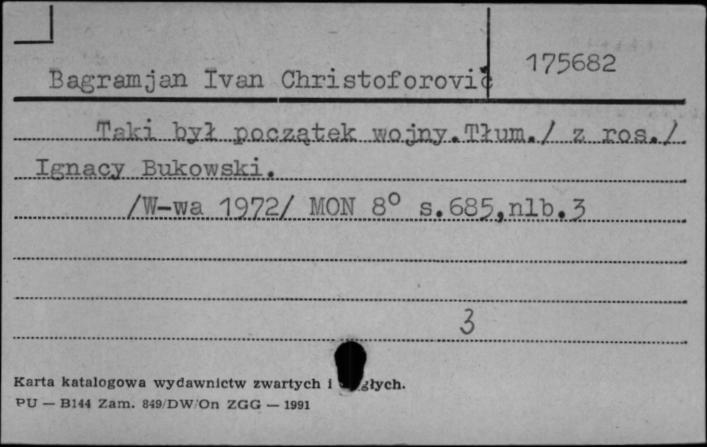 175682
Bagramjan Ivan Christoforovič
Taki był początek wojny.Tłum./ z ros./
Ignacy Bukowski.
/W-wa 1972/ MON 8° s.685,nlb.3
3
Karta katalogowa wydawnictw zwartych i
PU — B144 Zam. 849/DW/On ZGG — 1991